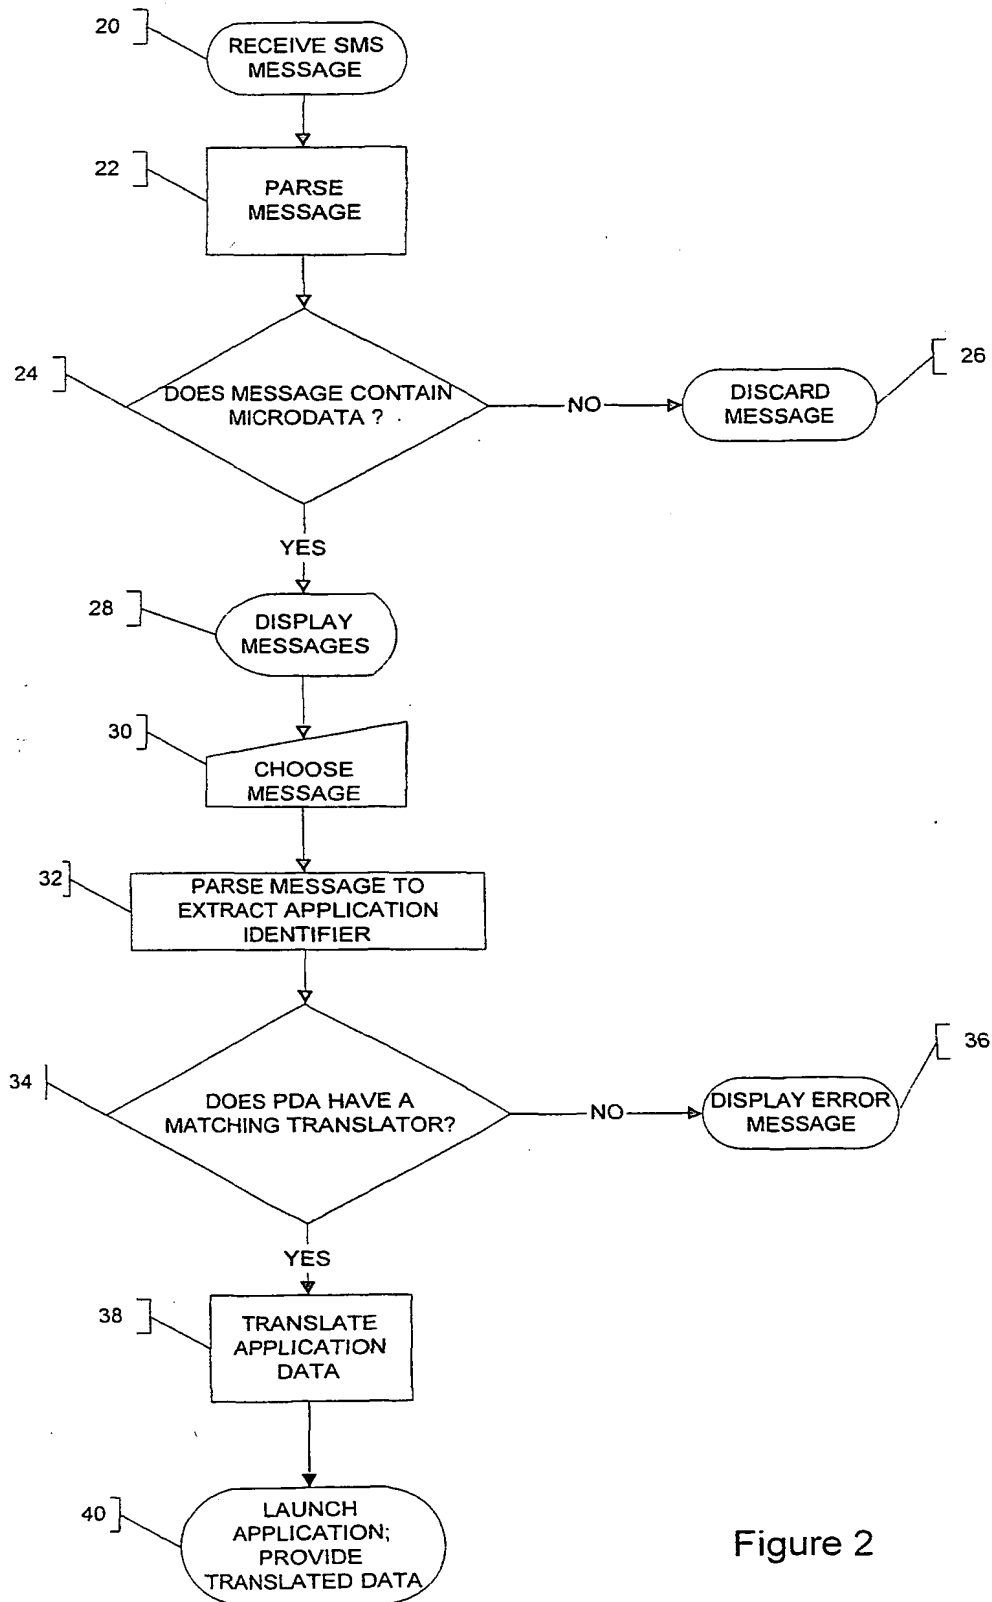 20
RECEIVE SMS
MESSAGE
22
PARSE
MESSAGE
24
DOES MESSAGE CONTAIN
MICRODATA ?
NO
DISCARD
MESSAGE
26
YES
28
DISPLAY
MESSAGES
30
CHOOSE
MESSAGE
32
PARSE MESSAGE TO
EXTRACT APPLICATION
IDENTIFIER
34
DOES PDA HAVE A
MATCHING TRANSLATOR?
NO
DISPLAY ERROR
MESSAGE
36
YES
38
TRANSLATE
APPLICATION
DATA
40
LAUNCH
APPLICATION;
PROVIDE
TRANSLATED DATA
Figure 2